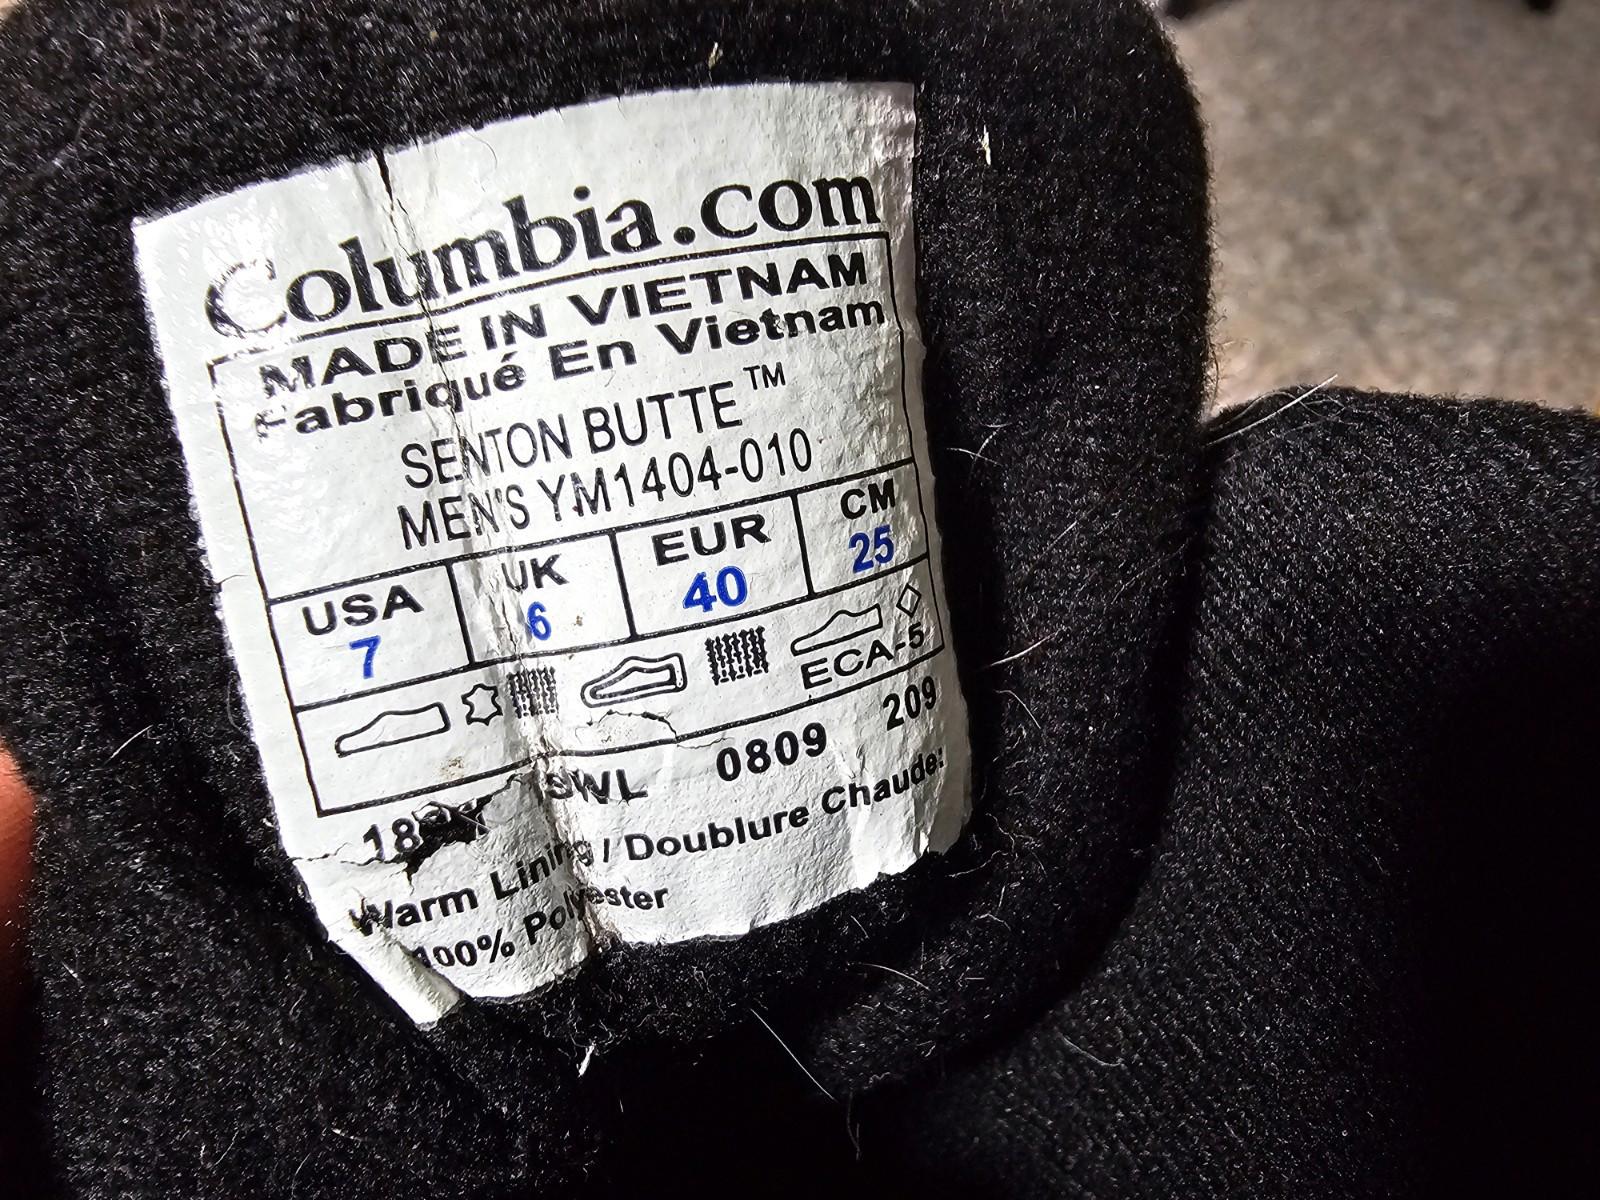 Columbia.com
MADE IN VIETNAM
Fabriqué En Vietnam
SENTON BUTTE™
MEN'S YM1404-010
USA UK EUR CM
7 6 40 25
ECA-5
SWL 0809 209
Warm Lining / Doublure Chaude:
100% Polyester